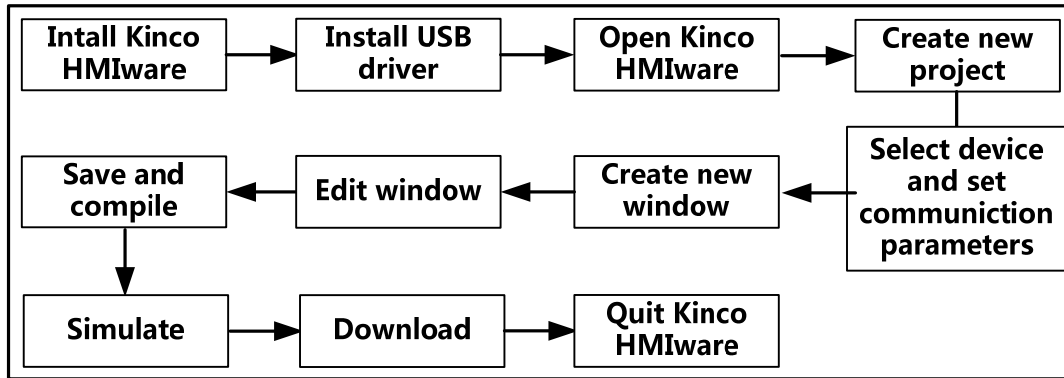 Intall Kinco
HMIware
Install USB
driver
Open Kinco
HMIware
Create new
project
Select device
and set
communiction
parameters
Create new
window
Edit window
Save and
compile
Simulate
Download
Quit Kinco
HMIware